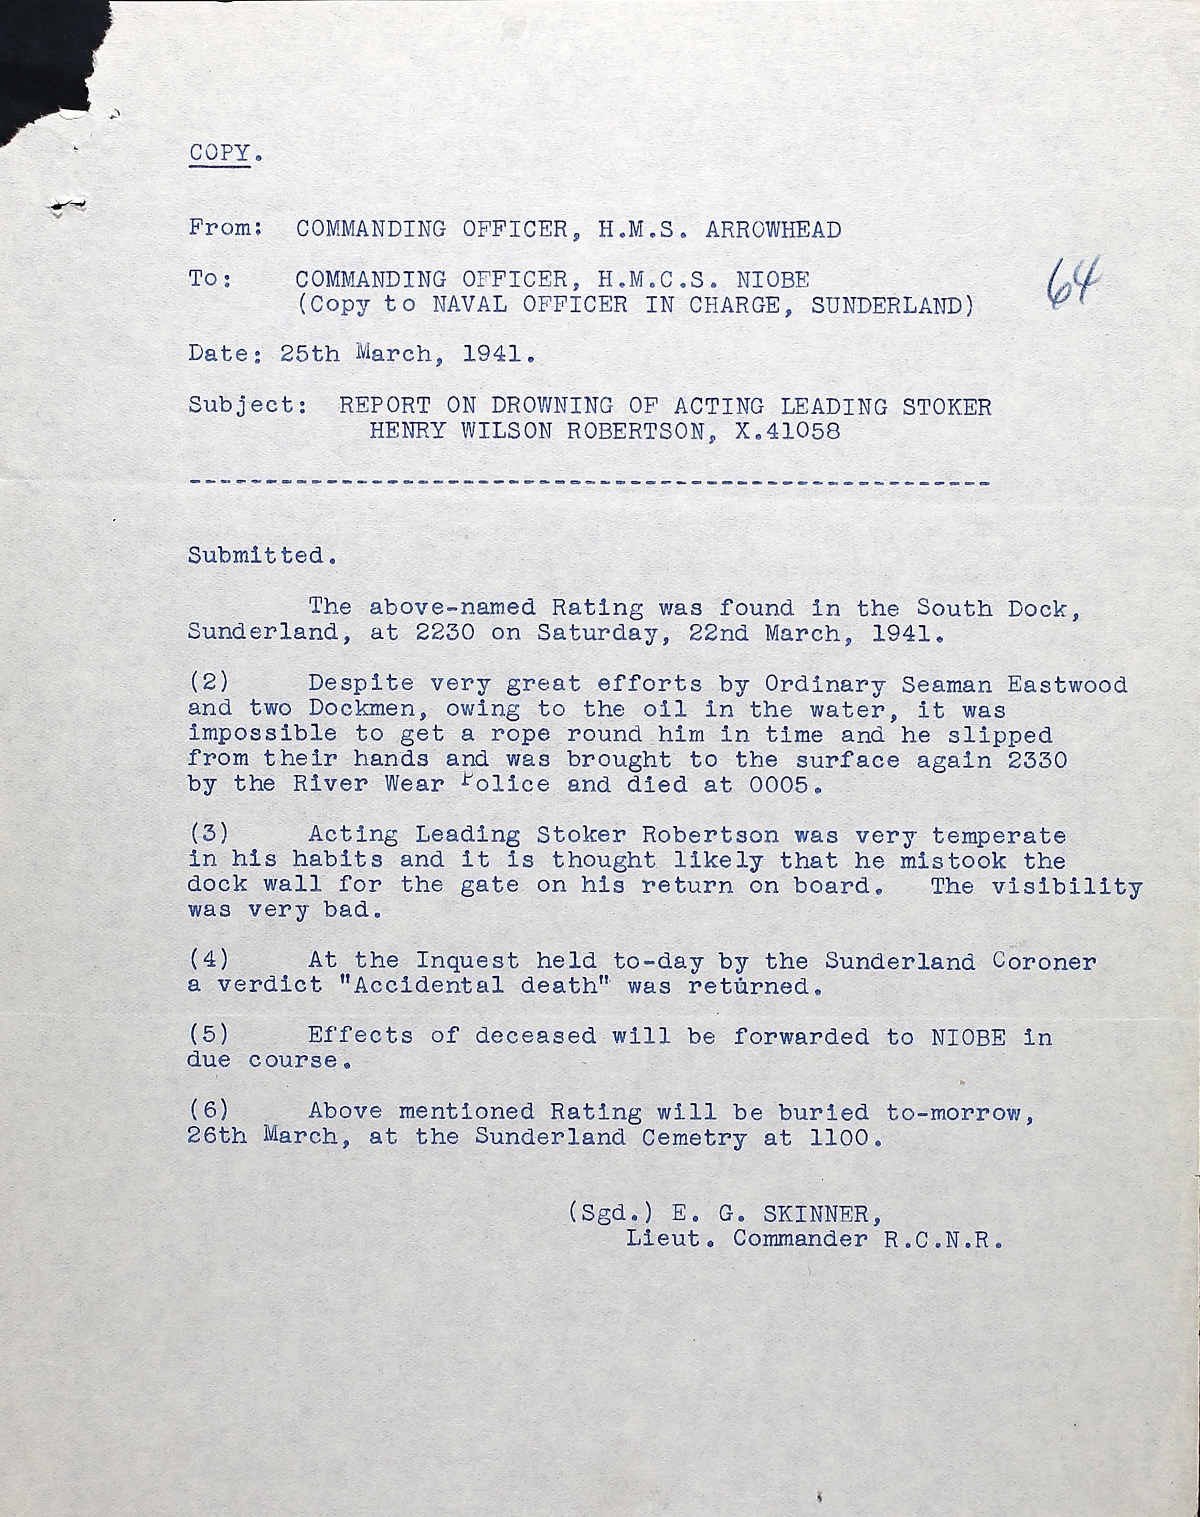 COPY.
From: COMMANDING OFFICER, H.M.S. ARROWHEAD
To: COMMANDING OFFICER, H.M.C.S. NIOBE
(Copy to NAVAL OFFICER IN CHARGE, SUNDERLAND)
64
Date: 25th March, 1941.
Subject: REPORT ON DROWNING OF ACTING LEADING STOKER
HENRY WILSON ROBERTSON, X.41058
-----------------------------------------------------
Submitted.
The above-named Rating was found in the South Dock,
Sunderland, at 2230 on Saturday, 22nd March, 1941.
(2) Despite very great efforts by Ordinary Seaman Eastwood
and two Dockmen, owing to the oil in the water, it was
impossible to get a rope round him in time and he slipped
from their hands and was brought to the surface again 2330
by the River Wear Police and died at 0005.
(3) Acting Leading Stoker Robertson was very temperate
in his habits and it is thought likely that he mistook the
dock wall for the gate on his return on board. The visibility
was very bad.
(4) At the Inquest held to-day by the Sunderland Coroner
a verdict "Accidental death" was returned.
(5) Effects of deceased will be forwarded to NIOBE in
due course.
(6) Above mentioned Rating will be buried to-morrow,
26th March, at the Sunderland Cemetry at 1100.
(Sgd.) E. G. SKINNER,
Lieut. Commander R.C.N.R.